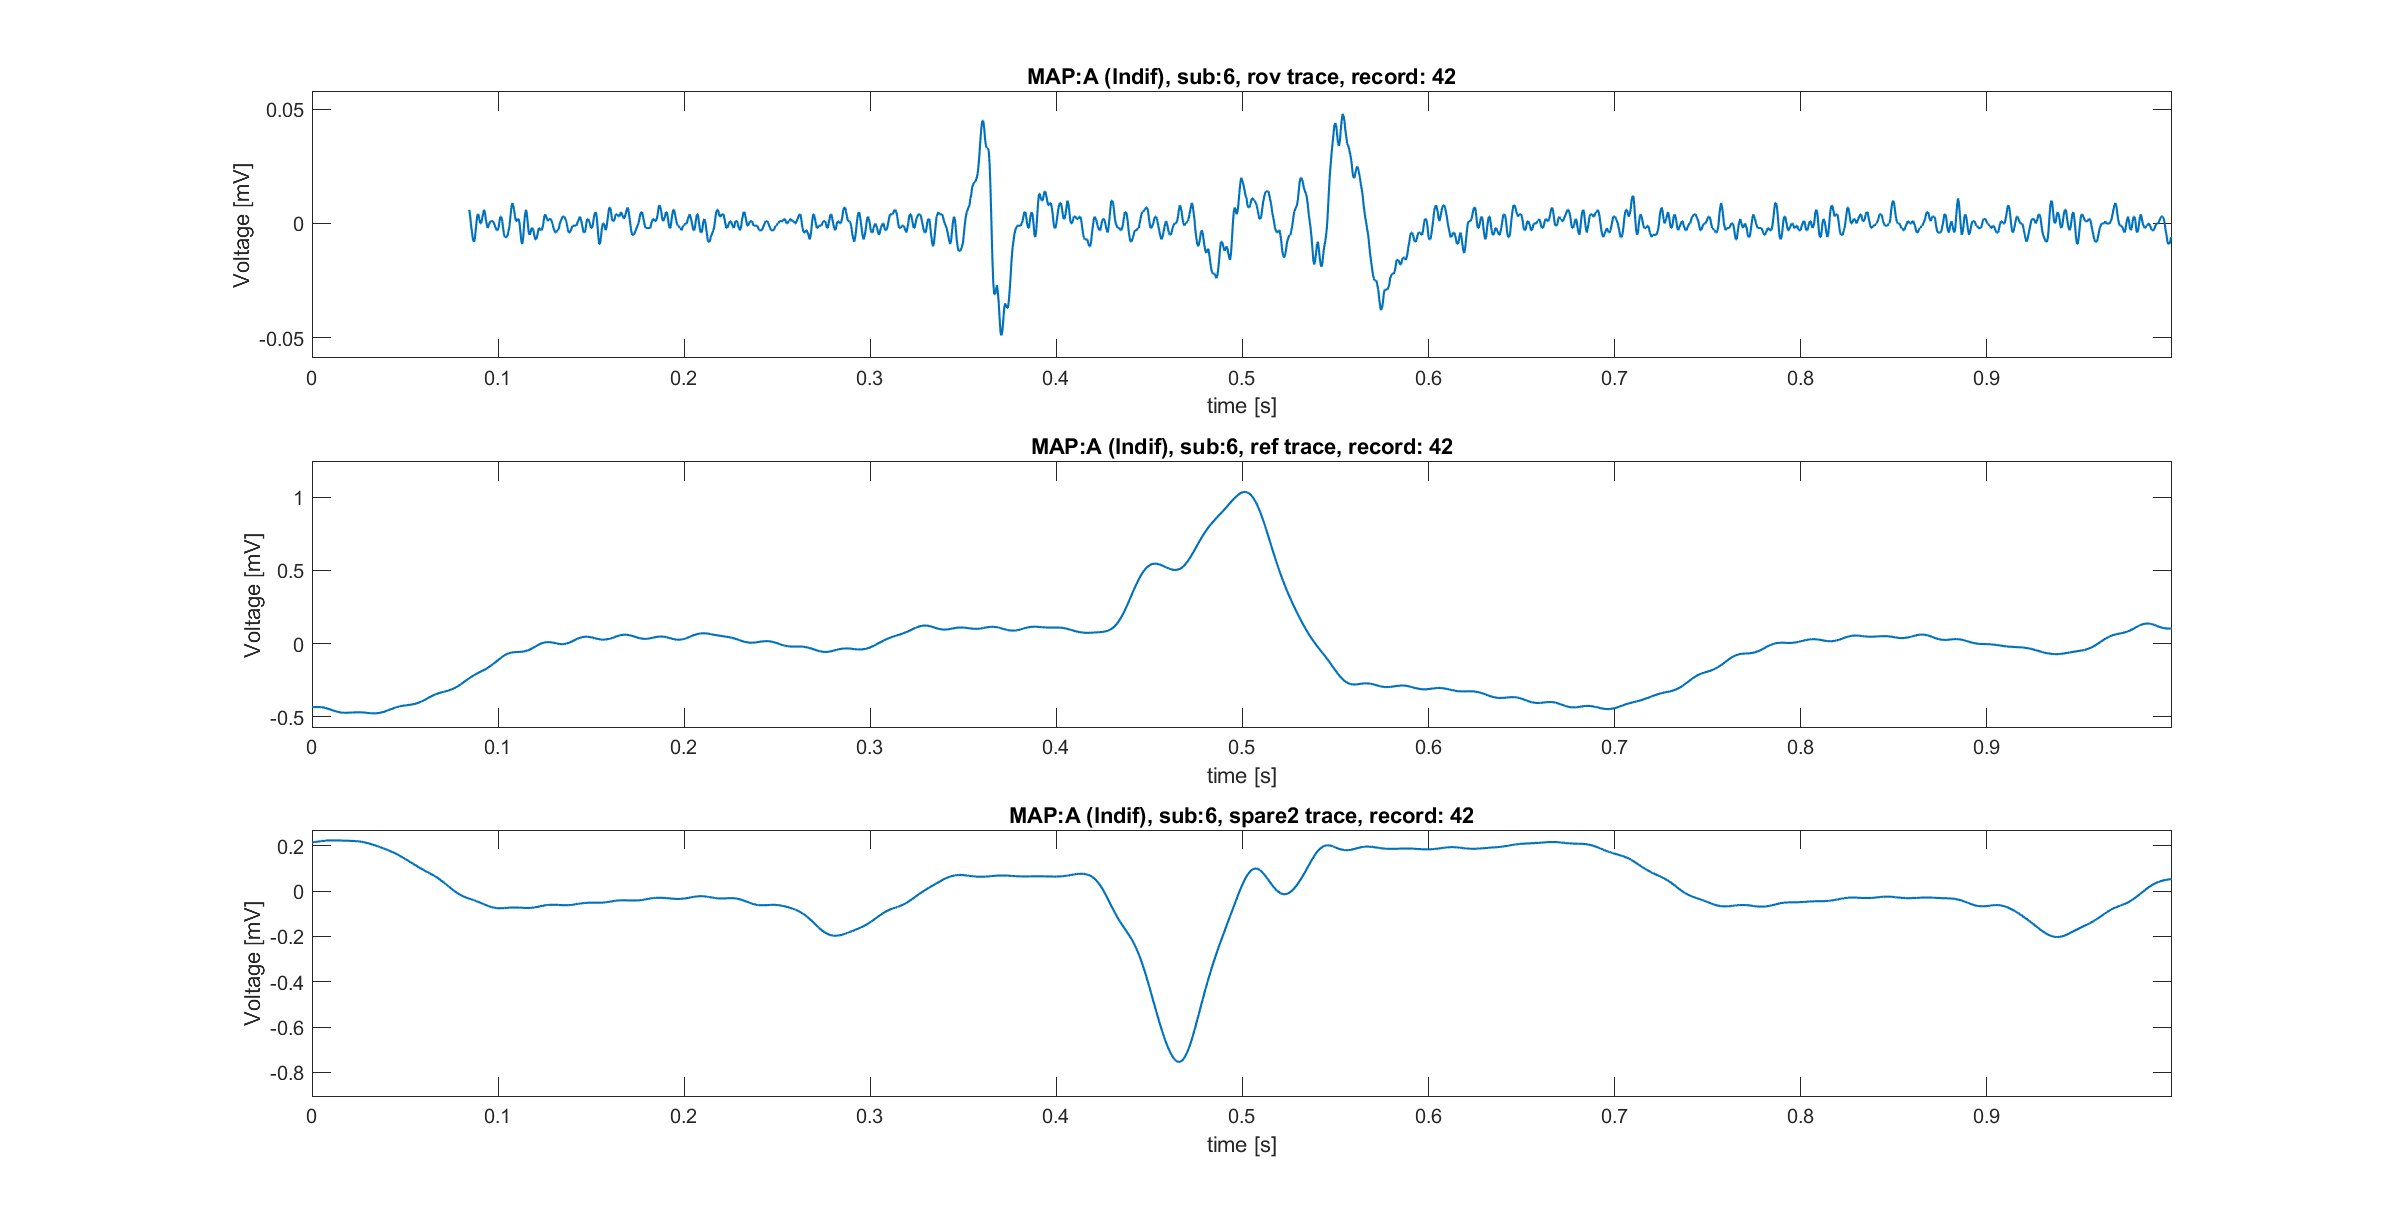 MAP:A (Indif), sub:6, rov trace, record: 42
0.05
0
-0.05
Voltage [mV]
0 0.1 0.2 0.3 0.4 0.5 0.6 0.7 0.8 0.9
time [s]
MAP:A (Indif), sub:6, ref trace, record: 42
1
0.5
0
-0.5
Voltage [mV]
0 0.1 0.2 0.3 0.4 0.5 0.6 0.7 0.8 0.9
time [s]
MAP:A (Indif), sub:6, spare2 trace, record: 42
0.2
0
-0.2
-0.4
-0.6
-0.8
Voltage [mV]
0 0.1 0.2 0.3 0.4 0.5 0.6 0.7 0.8 0.9
time [s]